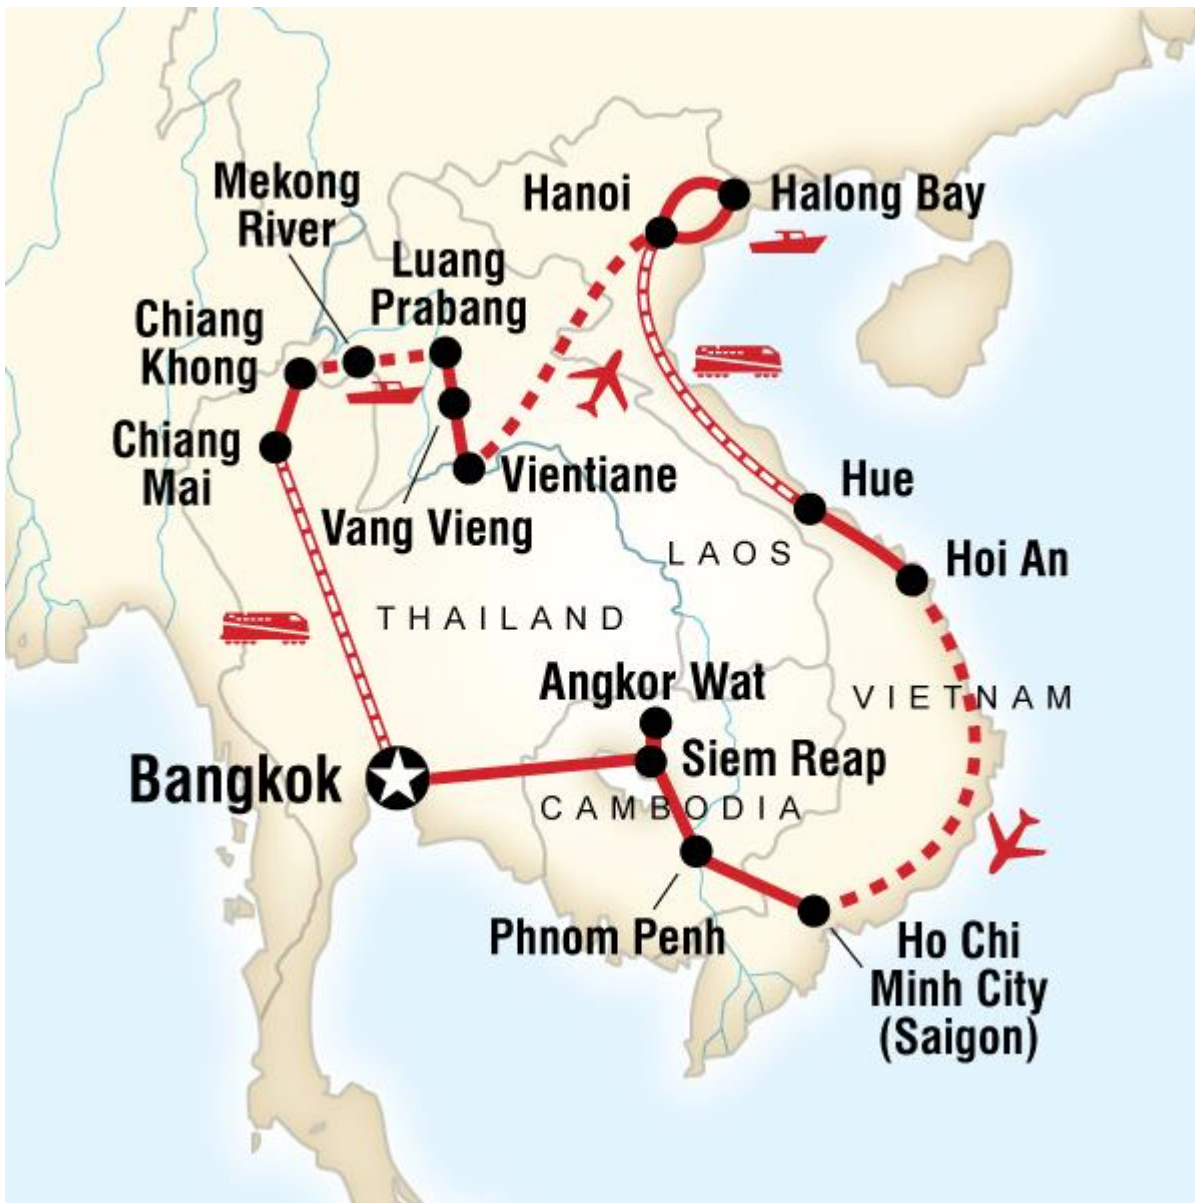 Mekong
River
Hanoi
Halong Bay
Luang
Prabang
Chiang
Khong
Chiang
Mai
Vientiane
Vang Vieng
Hue
LAOS
Hoi An
THAILAND
Angkor Wat
VIETNAM
Siem Reap
Bangkok
CAMBODIA
Phnom Penh
Ho Chi
Minh City
(Saigon)